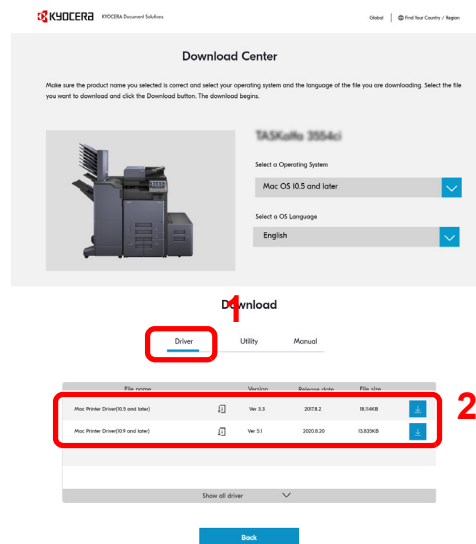 KYOCERA KYOCERA Document Solutions Global Find Your Country / Region
Download Center
Make sure the product name you selected is correct and select your operating system and the language of the file you are downloading. Select the file
you want to download and click the Download button. The download begins.
TASKalfa 3554ci
Select a Operating System
Mac OS 10.5 and later
Select a OS Language
English
1
Download
Driver Utility Manual
File name Version Release date File size
2
Mac Printer Driver(10.5 and later) Ver 3.3 2017.8.2 18,114KB
Mac Printer Driver(10.9 and later) Ver 5.1 2020.8.20 13,835KB
Show all driver
Back